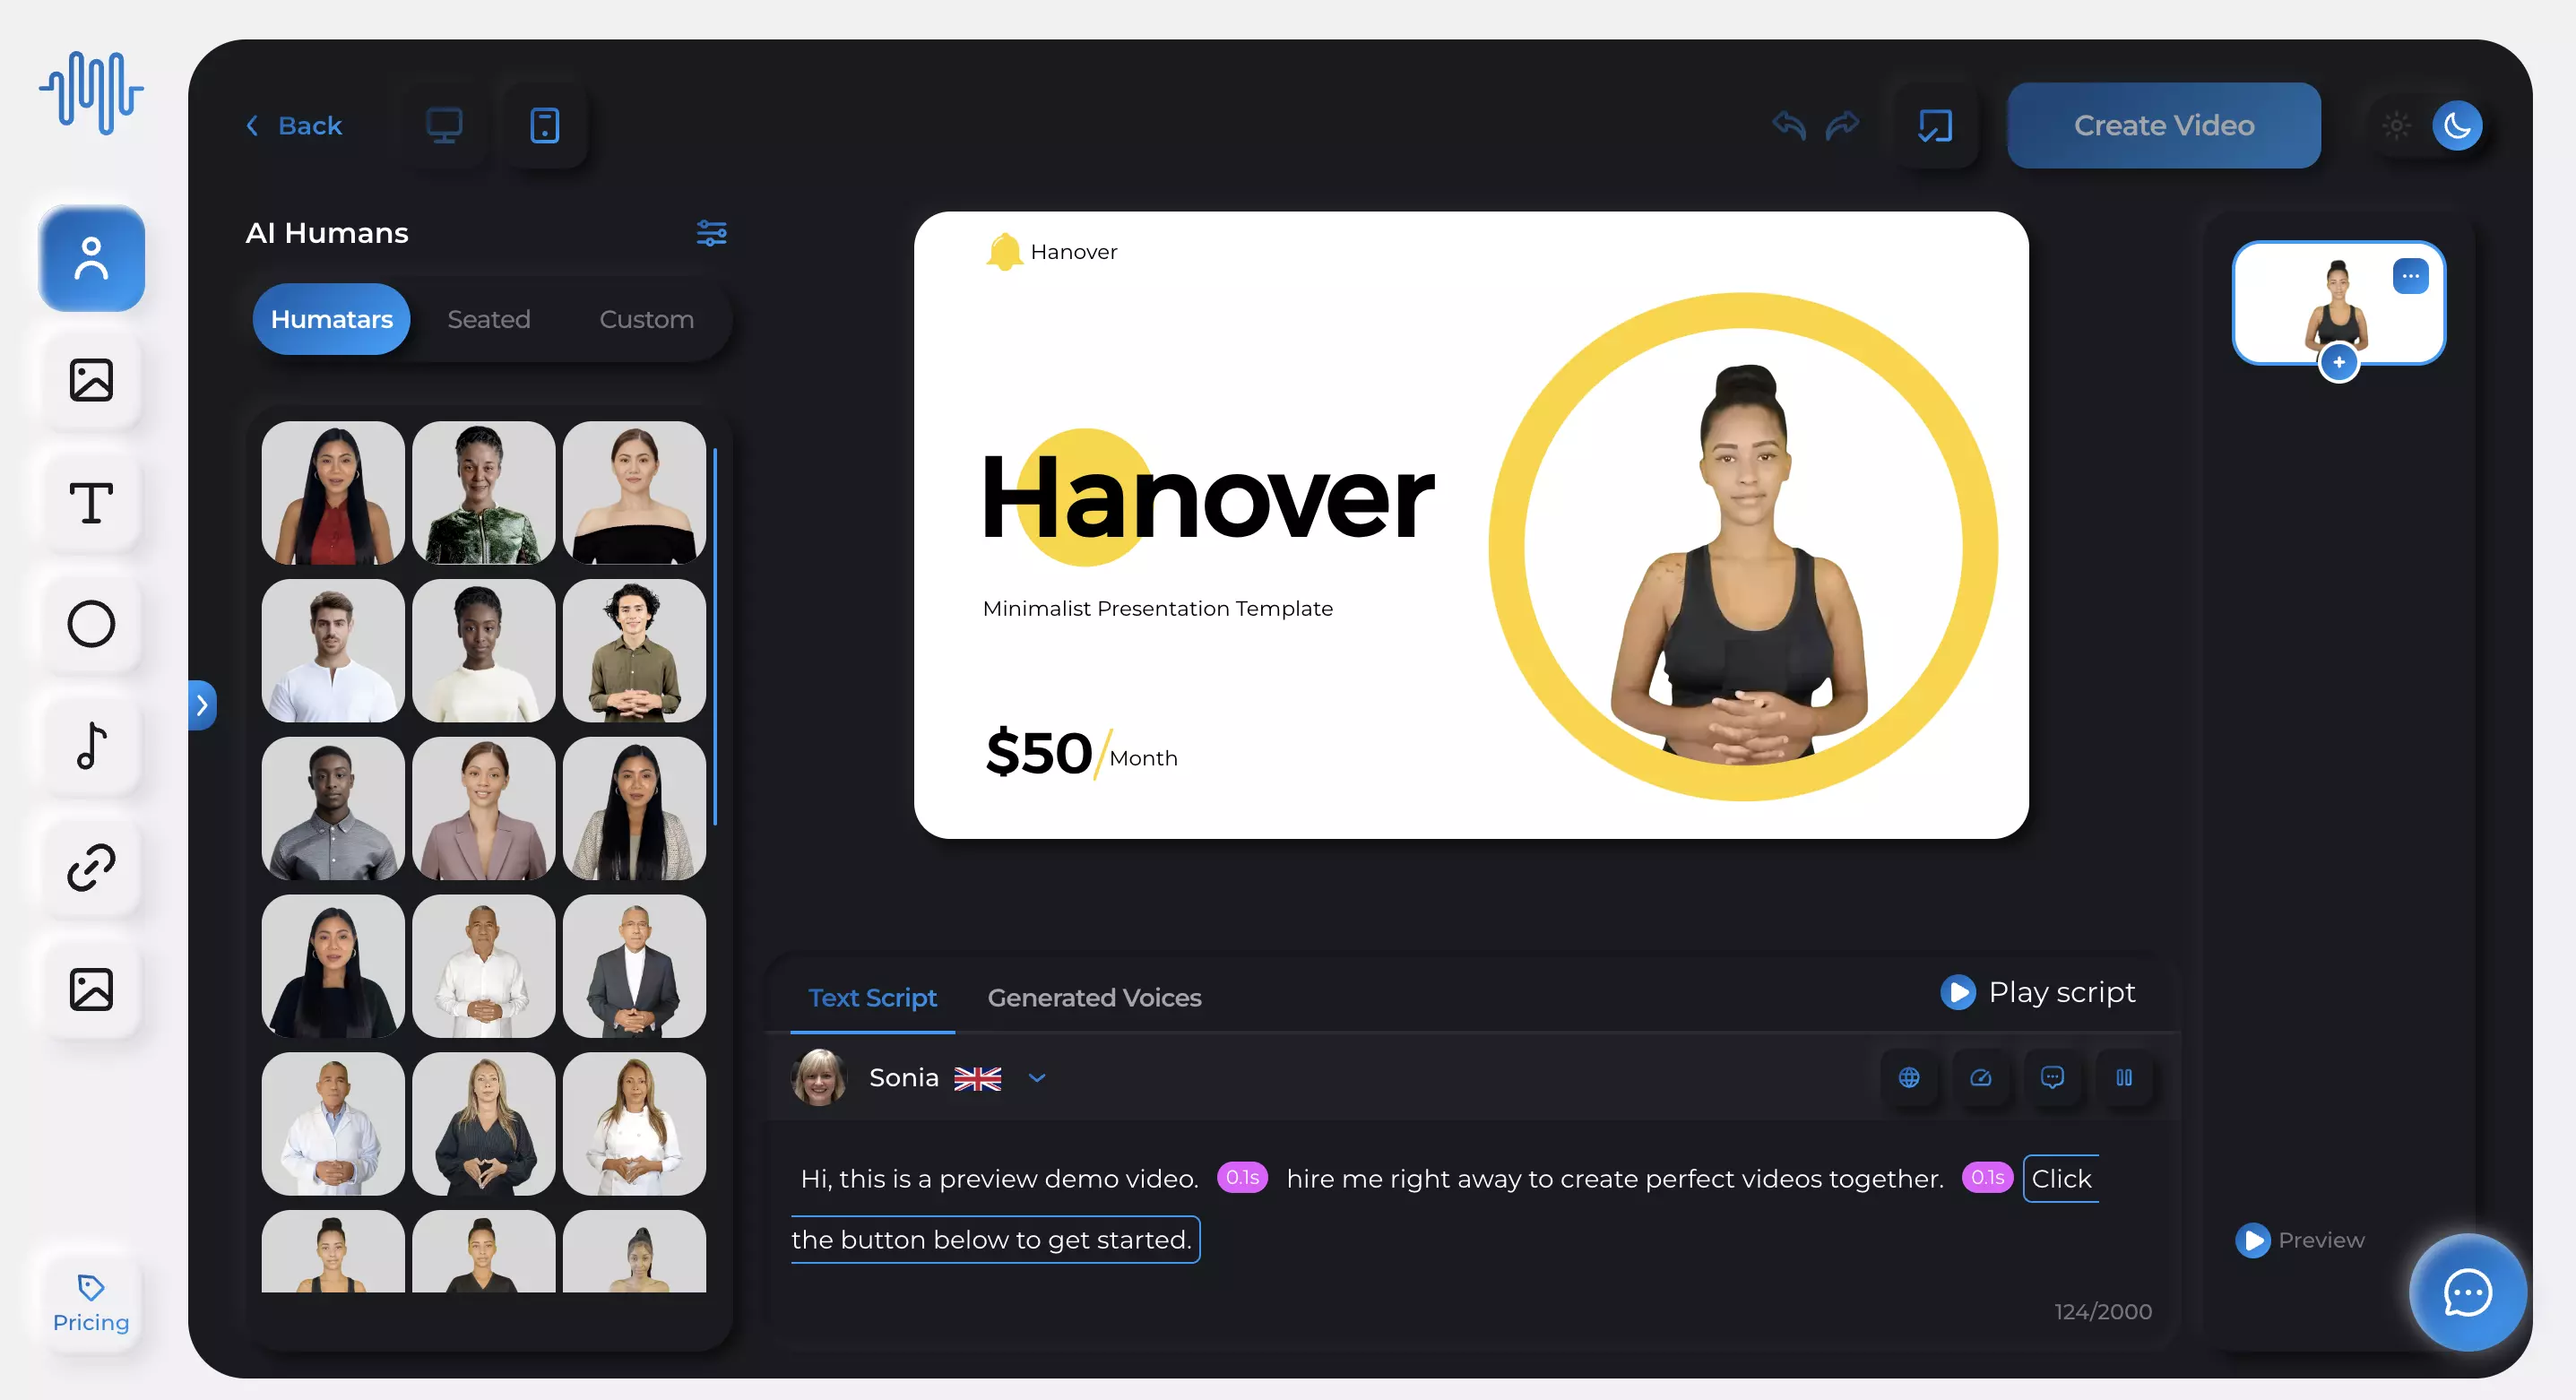 Back
Create Video
AI Humans
Humatars
Seated
Custom
Hanover
Hanover
Minimalist Presentation Template
$50/Month
Text Script
Generated Voices
Play script
Sonia
Hi, this is a preview demo video. 0.1s hire me right away to create perfect videos together. 0.1s Click
the button below to get started.
124/2000
Preview
Pricing